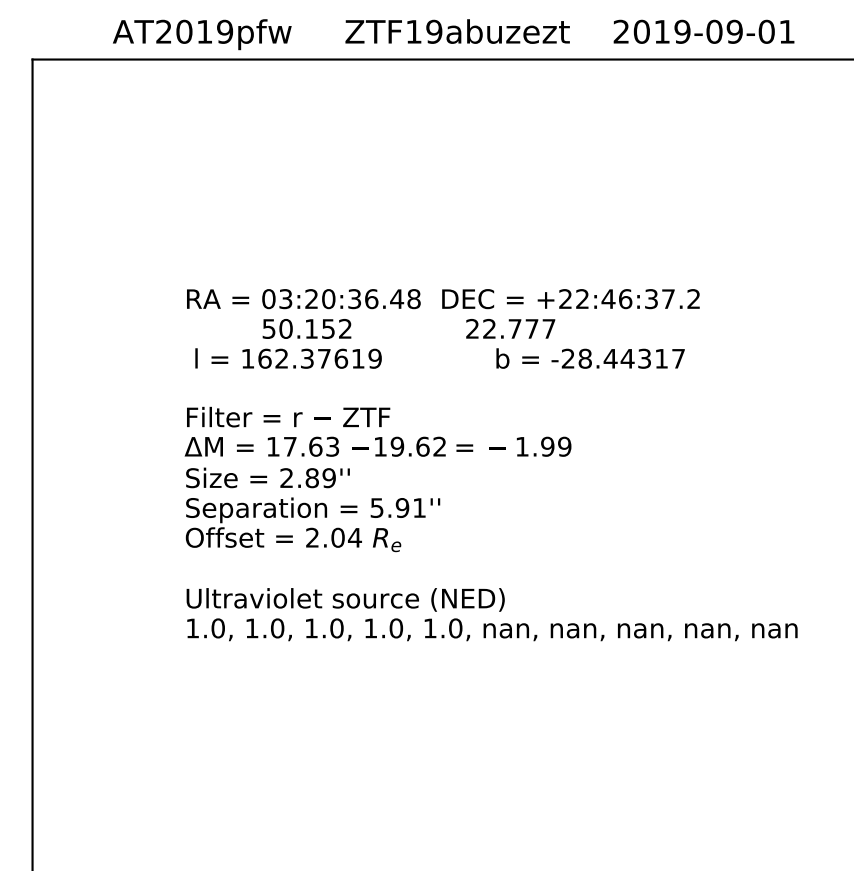 AT2019pfw ZTF19abuzezt 2019-09-01
RA = 03:20:36.48 DEC = +22:46:37.2
50.152 22.777
l = 162.37619 b = -28.44317
Filter = r − ZTF
ΔM = 17.63 −19.62 = − 1.99
Size = 2.89''
Separation = 5.91''
Offset = 2.04 Re
Ultraviolet source (NED)
1.0, 1.0, 1.0, 1.0, 1.0, nan, nan, nan, nan, nan